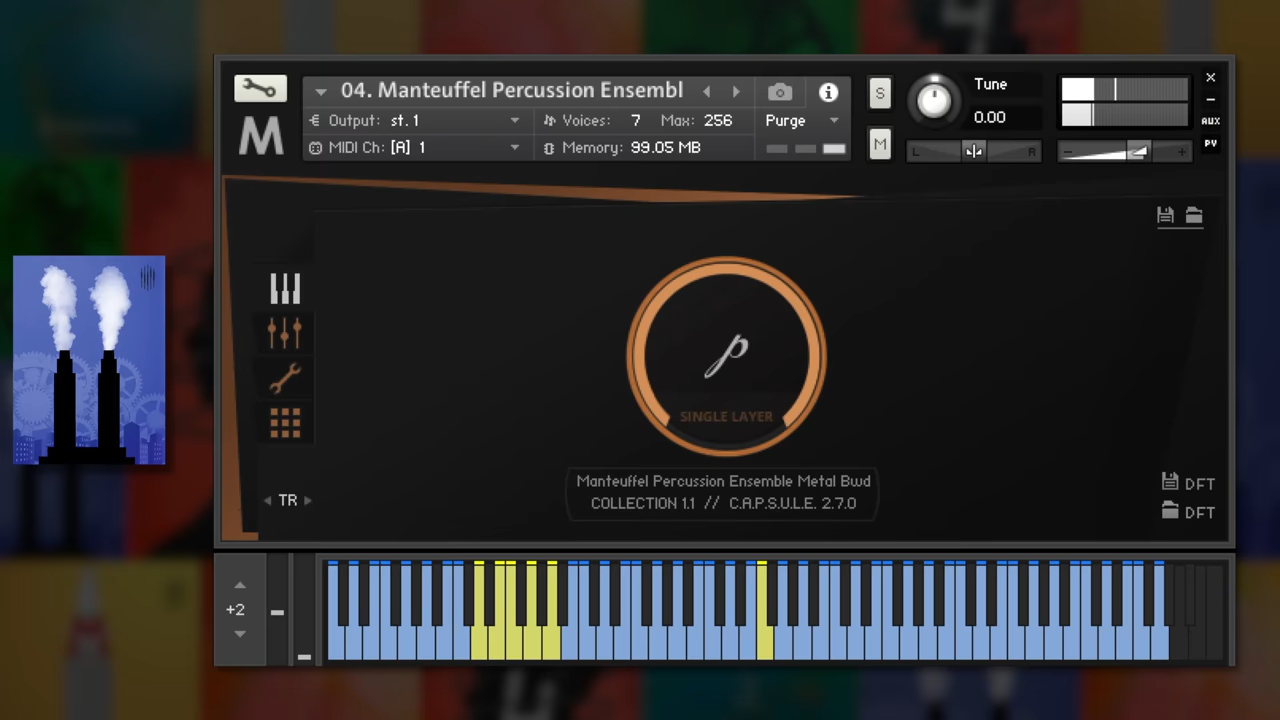 04. Manteuffel Percussion Ensembl
Output: st.1
Voices: 7 Max: 256
Purge
MIDI Ch: [A] 1
Memory: 99.05 MB
S
M
Tune
0.00
L R
- +
×
–
AUX
PV
M
p
SINGLE LAYER
Manteuffel Percussion Ensemble Metal Bwd
COLLECTION 1.1 // C.A.P.S.U.L.E. 2.7.0
TR
DFT
DFT
+2